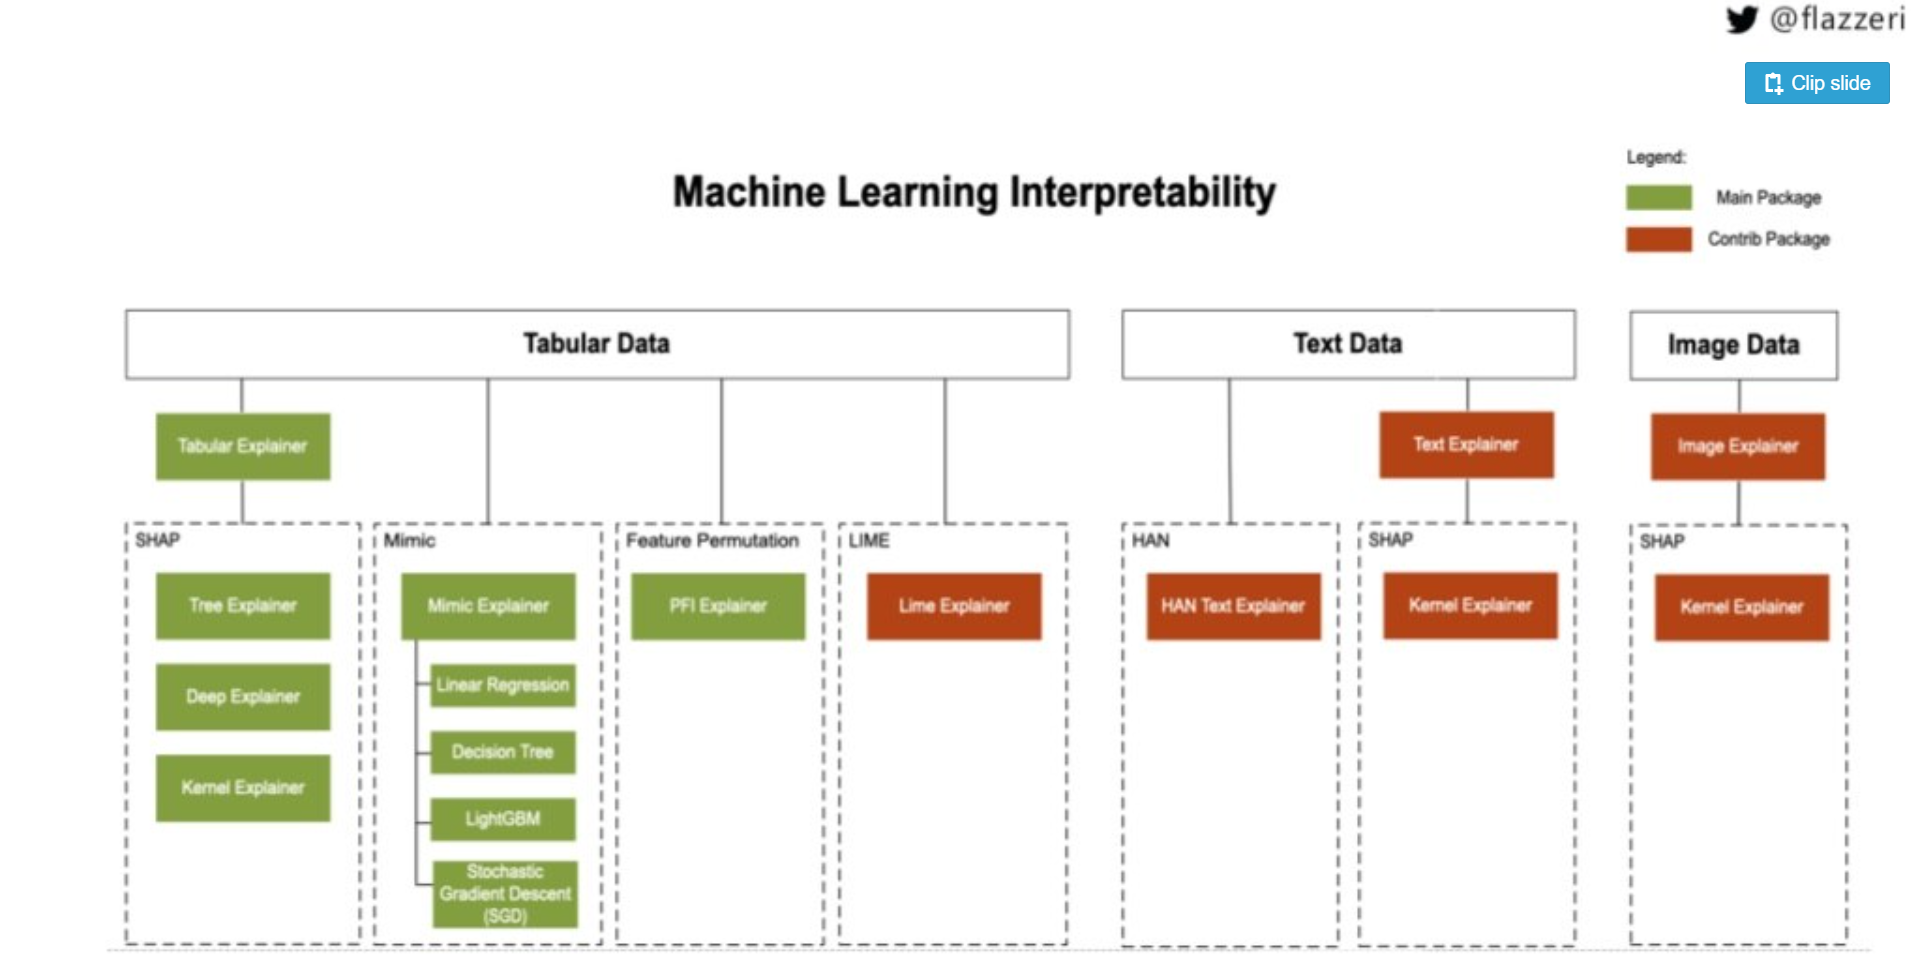 @flazzeri
Clip slide
Legend:
Main Package
Contrib Package
Machine Learning Interpretability
Tabular Data
Text Data
Image Data
Tabular Explainer
Text Explainer
Image Explainer
SHAP
Tree Explainer
Deep Explainer
Kernel Explainer
Mimic
Mimic Explainer
Linear Regression
Decision Tree
LightGBM
Stochastic
Gradient Descent
(SGD)
Feature Permutation
PFI Explainer
LIME
Lime Explainer
HAN
HAN Text Explainer
SHAP
Kernel Explainer
SHAP
Kernel Explainer